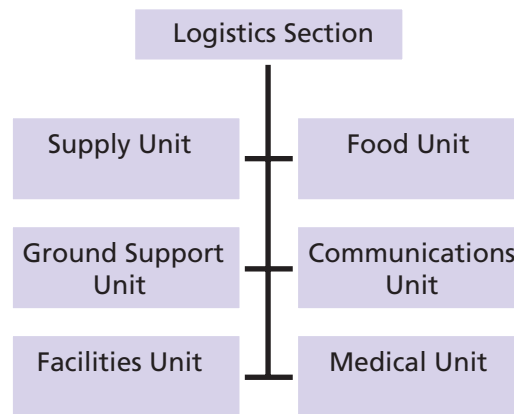 Logistics Section
Supply Unit
Food Unit
Ground Support
Unit
Communications
Unit
Facilities Unit
Medical Unit